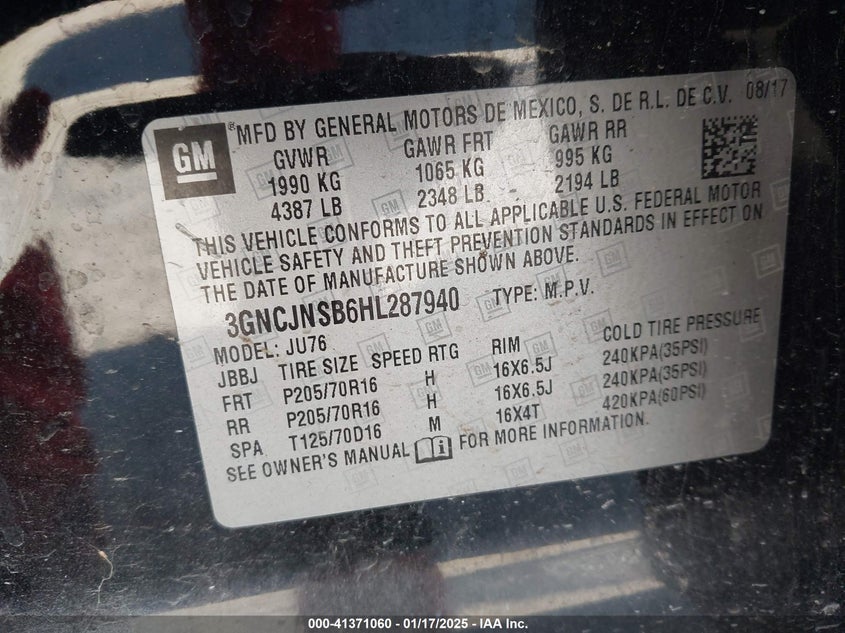 GM
®MFD BY GENERAL MOTORS DE MEXICO, S. DE R.L. DE C.V. 08/17
GVWR GAWR FRT GAWR RR
1990 KG 1065 KG 995 KG
4387 LB 2348 LB 2194 LB
THIS VEHICLE CONFORMS TO ALL APPLICABLE U.S. FEDERAL MOTOR
VEHICLE SAFETY AND THEFT PREVENTION STANDARDS IN EFFECT ON
THE DATE OF MANUFACTURE SHOWN ABOVE.
3GNCJNSB6HL287940 TYPE: M.P.V.
MODEL: JU76
JBBJ TIRE SIZE SPEED RTG RIM COLD TIRE PRESSURE
FRT P205/70R16 H 16X6.5J 240KPA(35PSI)
RR P205/70R16 H 16X6.5J 240KPA(35PSI)
SPA T125/70D16 M 16X4T 420KPA(60PSI)
SEE OWNER'S MANUAL FOR MORE INFORMATION.
000-41371060 - 01/17/2025 - IAA Inc.